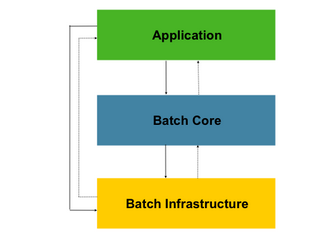 Application
Batch Core
Batch Infrastructure